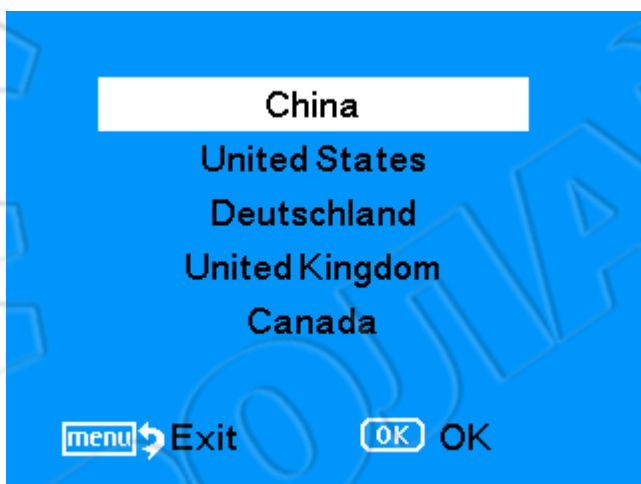 China
United States
Deutschland
United Kingdom
Canada
menu Exit OK OK